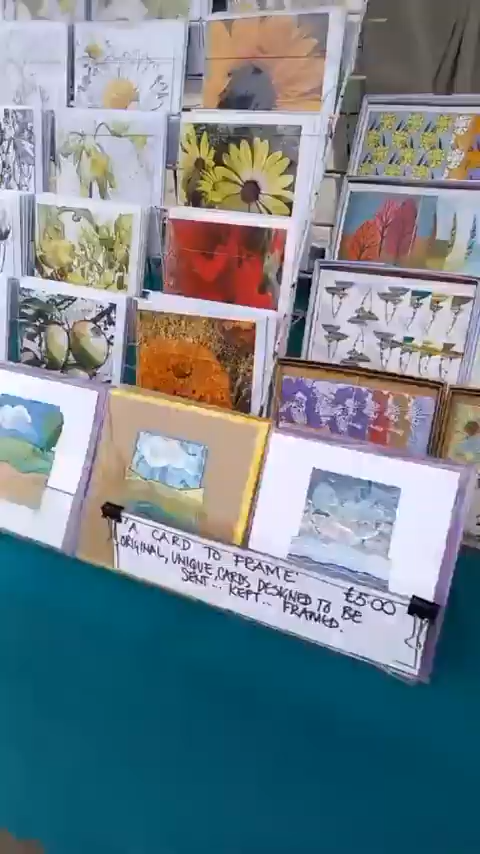 'A CARD TO FRAME' £5.00
ORIGINAL, UNIQUE, CARDS, DESIGNED TO BE
SENT... KEPT... FRAMED.